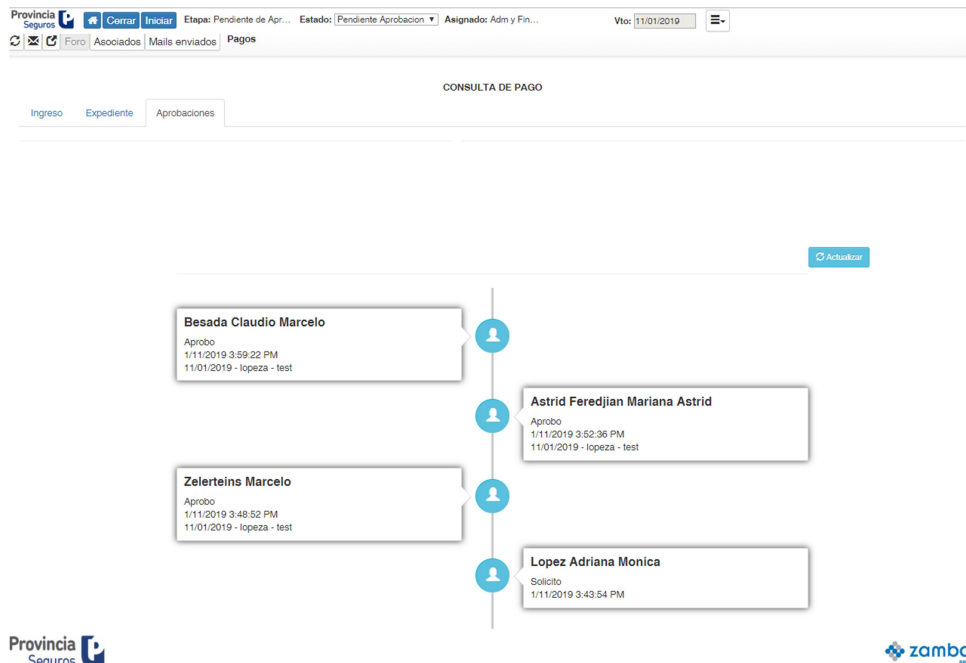 Provincia
Seguros
Cerrar Iniciar Etapa: Pendiente de Apr... Estado: Pendiente Aprobacion Asignado: Adm y Fin... Vto: 11/01/2019
Foro Asociados Mails enviados Pagos
CONSULTA DE PAGO
Ingreso Expediente Aprobaciones
Actualizar
Besada Claudio Marcelo
Aprobo
1/11/2019 3:59:22 PM
11/01/2019 - lopeza - test
Astrid Feredjian Mariana Astrid
Aprobo
1/11/2019 3:52:36 PM
11/01/2019 - lopeza - test
Zelerteins Marcelo
Aprobo
1/11/2019 3:48:52 PM
11/01/2019 - lopeza - test
Lopez Adriana Monica
Solicito
1/11/2019 3:43:54 PM
Provincia
Seguros